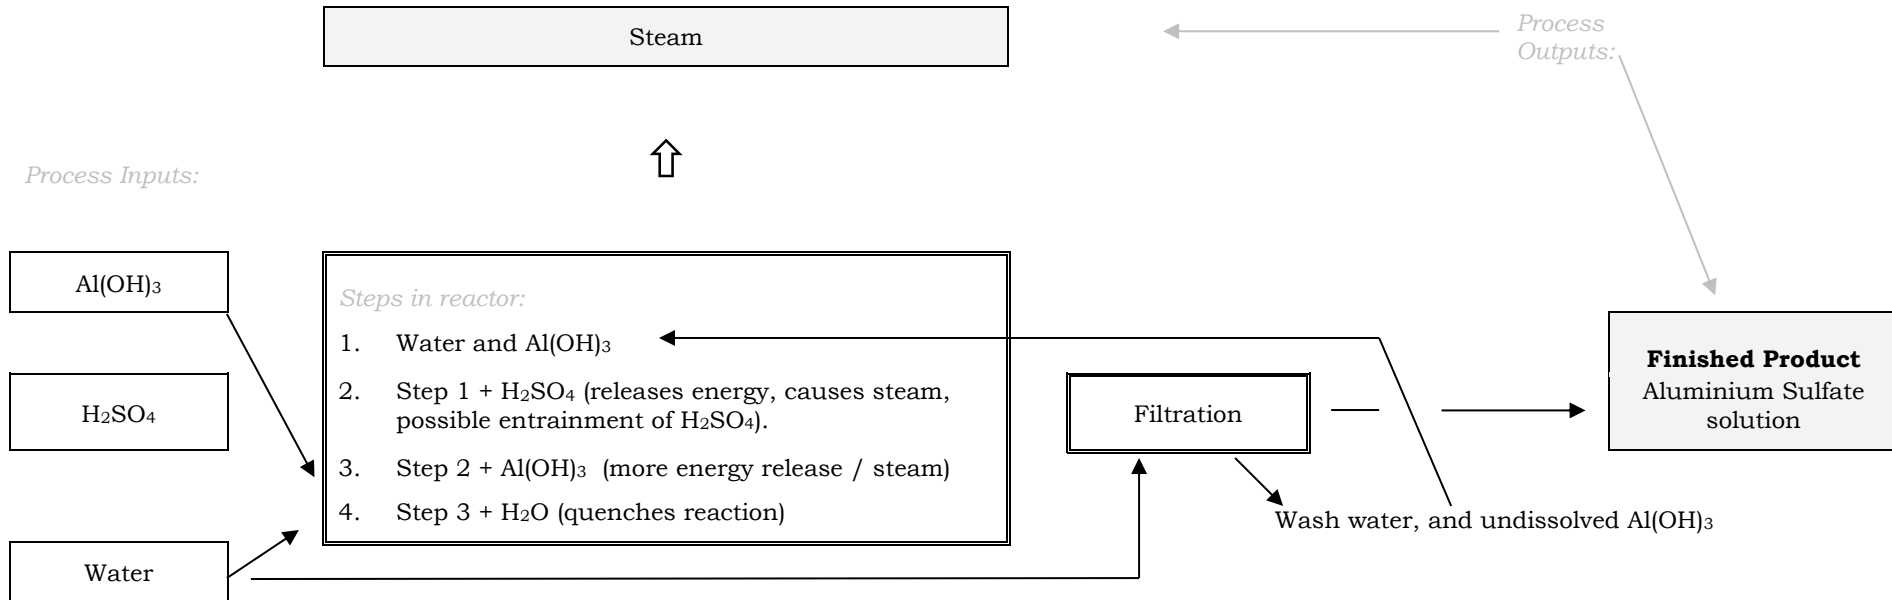 Steam
Process
Outputs:
Process Inputs:
Al(OH)₃
H₂SO₄
Water
Steps in reactor:
1. Water and Al(OH)₃
2. Step 1 + H₂SO₄ (releases energy, causes steam,
possible entrainment of H₂SO₄).
3. Step 2 + Al(OH)₃ (more energy release / steam)
4. Step 3 + H₂O (quenches reaction)
Filtration
Wash water, and undissolved Al(OH)₃
Finished Product
Aluminium Sulfate
solution